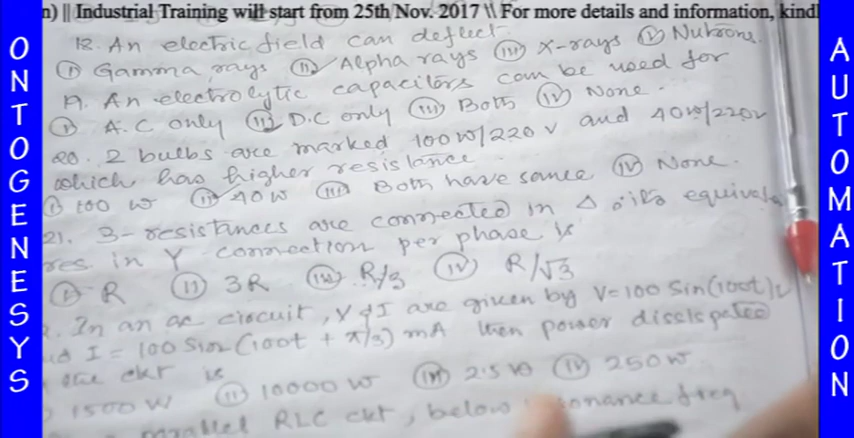 n) || Industrial Training will start from 25th Nov. 2017 \\ For more details and information, kindl
18. An electric field can deflect
(i) Gamma rays (ii) Alpha rays (iii) X-rays (iv) Nutrons.
19. An electrolytic capacitors can be used for
(i) A.C only (ii) D.C only (iii) Both (iv) None.
20. 2 bulbs are marked 100W/220V and 40W/220V
which has higher resistance
(i) 100 W (ii) 40W (iii) Both have same (iv) None.
21. 3-resistances are connected in Δ it's equivale
res. in Y connection per phase is
(i) R (ii) 3R (iii) R/3 (iv) R/√3
2. In an ac circuit, V & I are given by V=100 Sin(100t)V
I = 100 Sin(100t + π/3) mA then power
the ckt is
1500 W (ii) 10000 W (iii) 2.5 W (iv) 250W
parallel RLC ckt, below freq
ONTOGENESYS
AUTOMATION